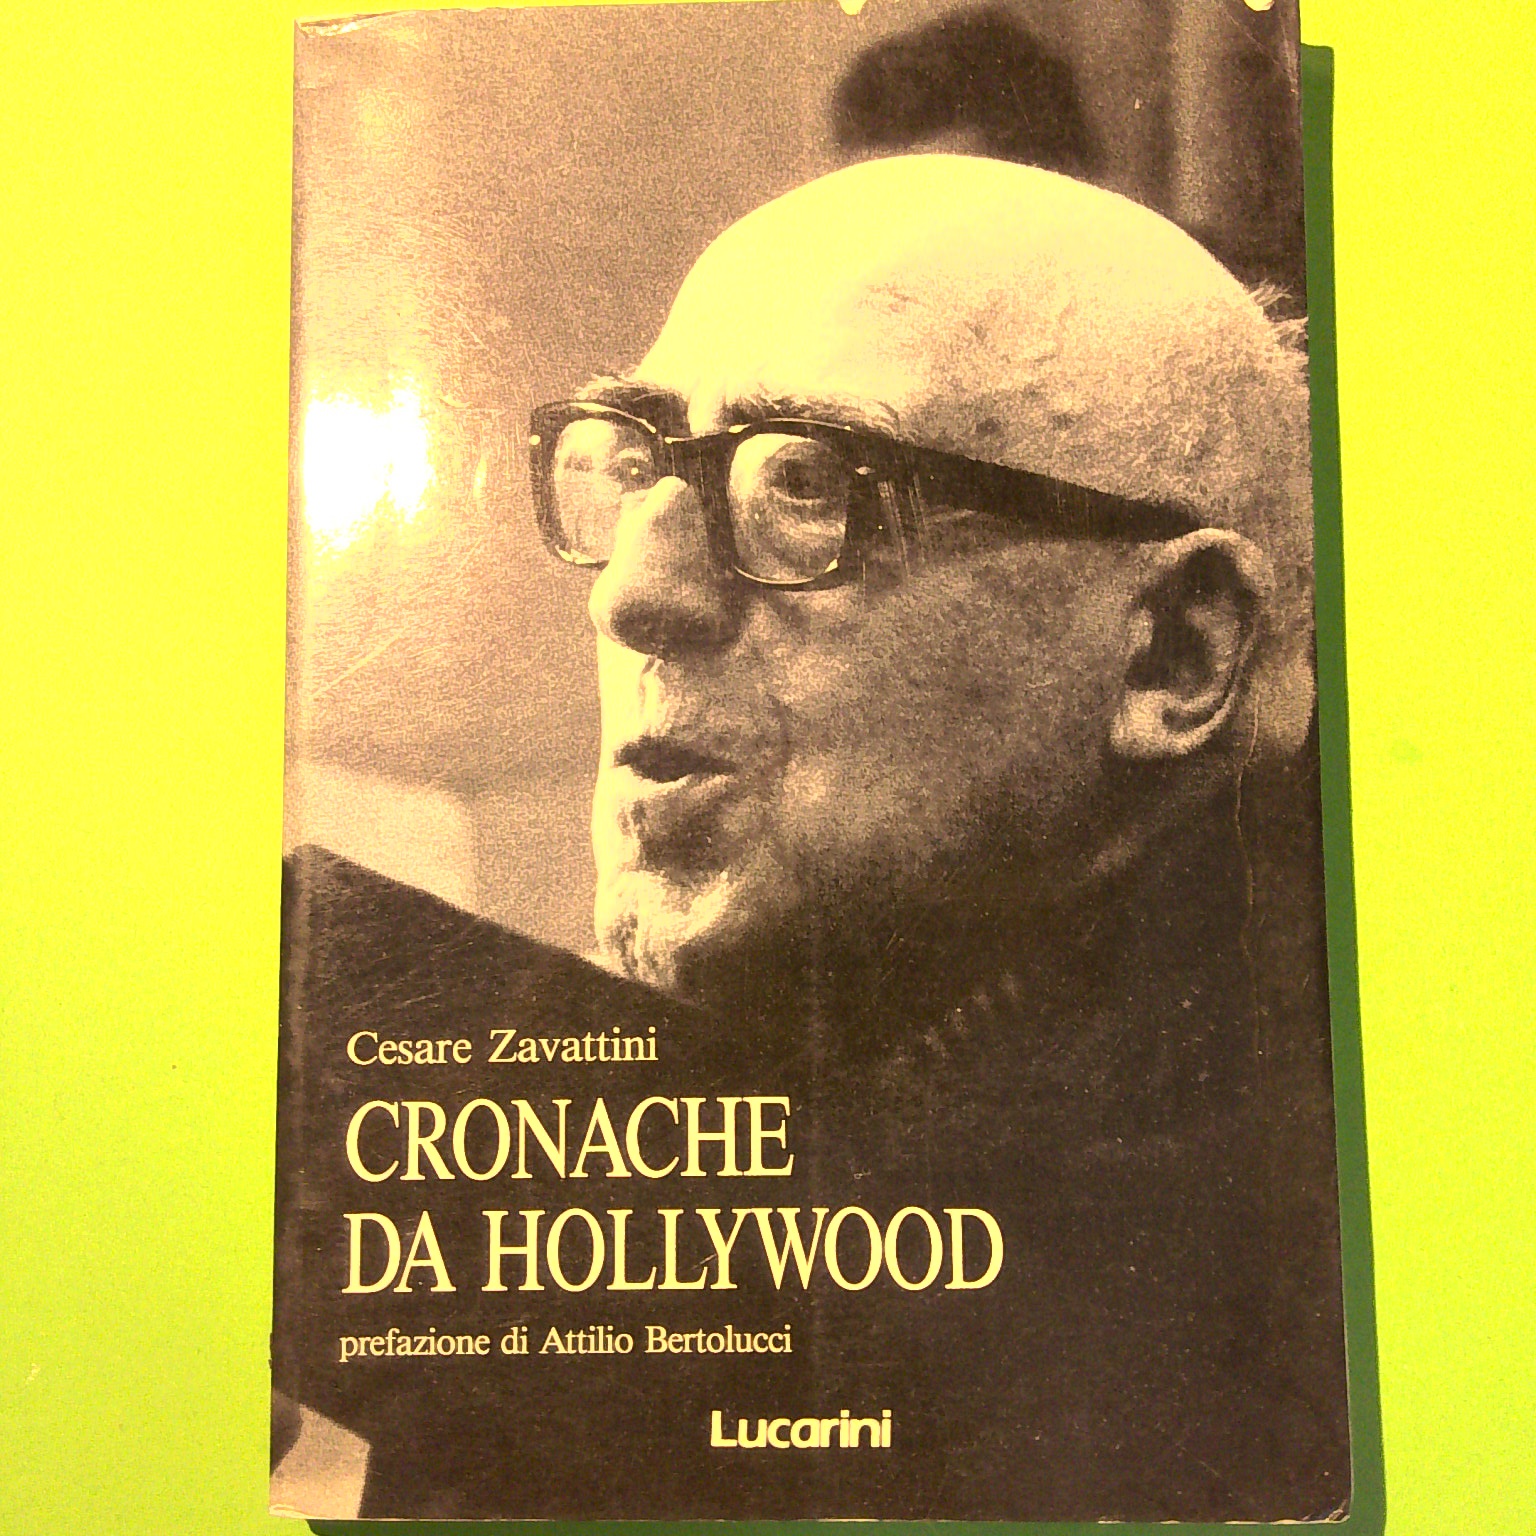 Cesare Zavattini
CRONACHE
DA HOLLYWOOD
prefazione di Attilio Bertolucci
Lucarini